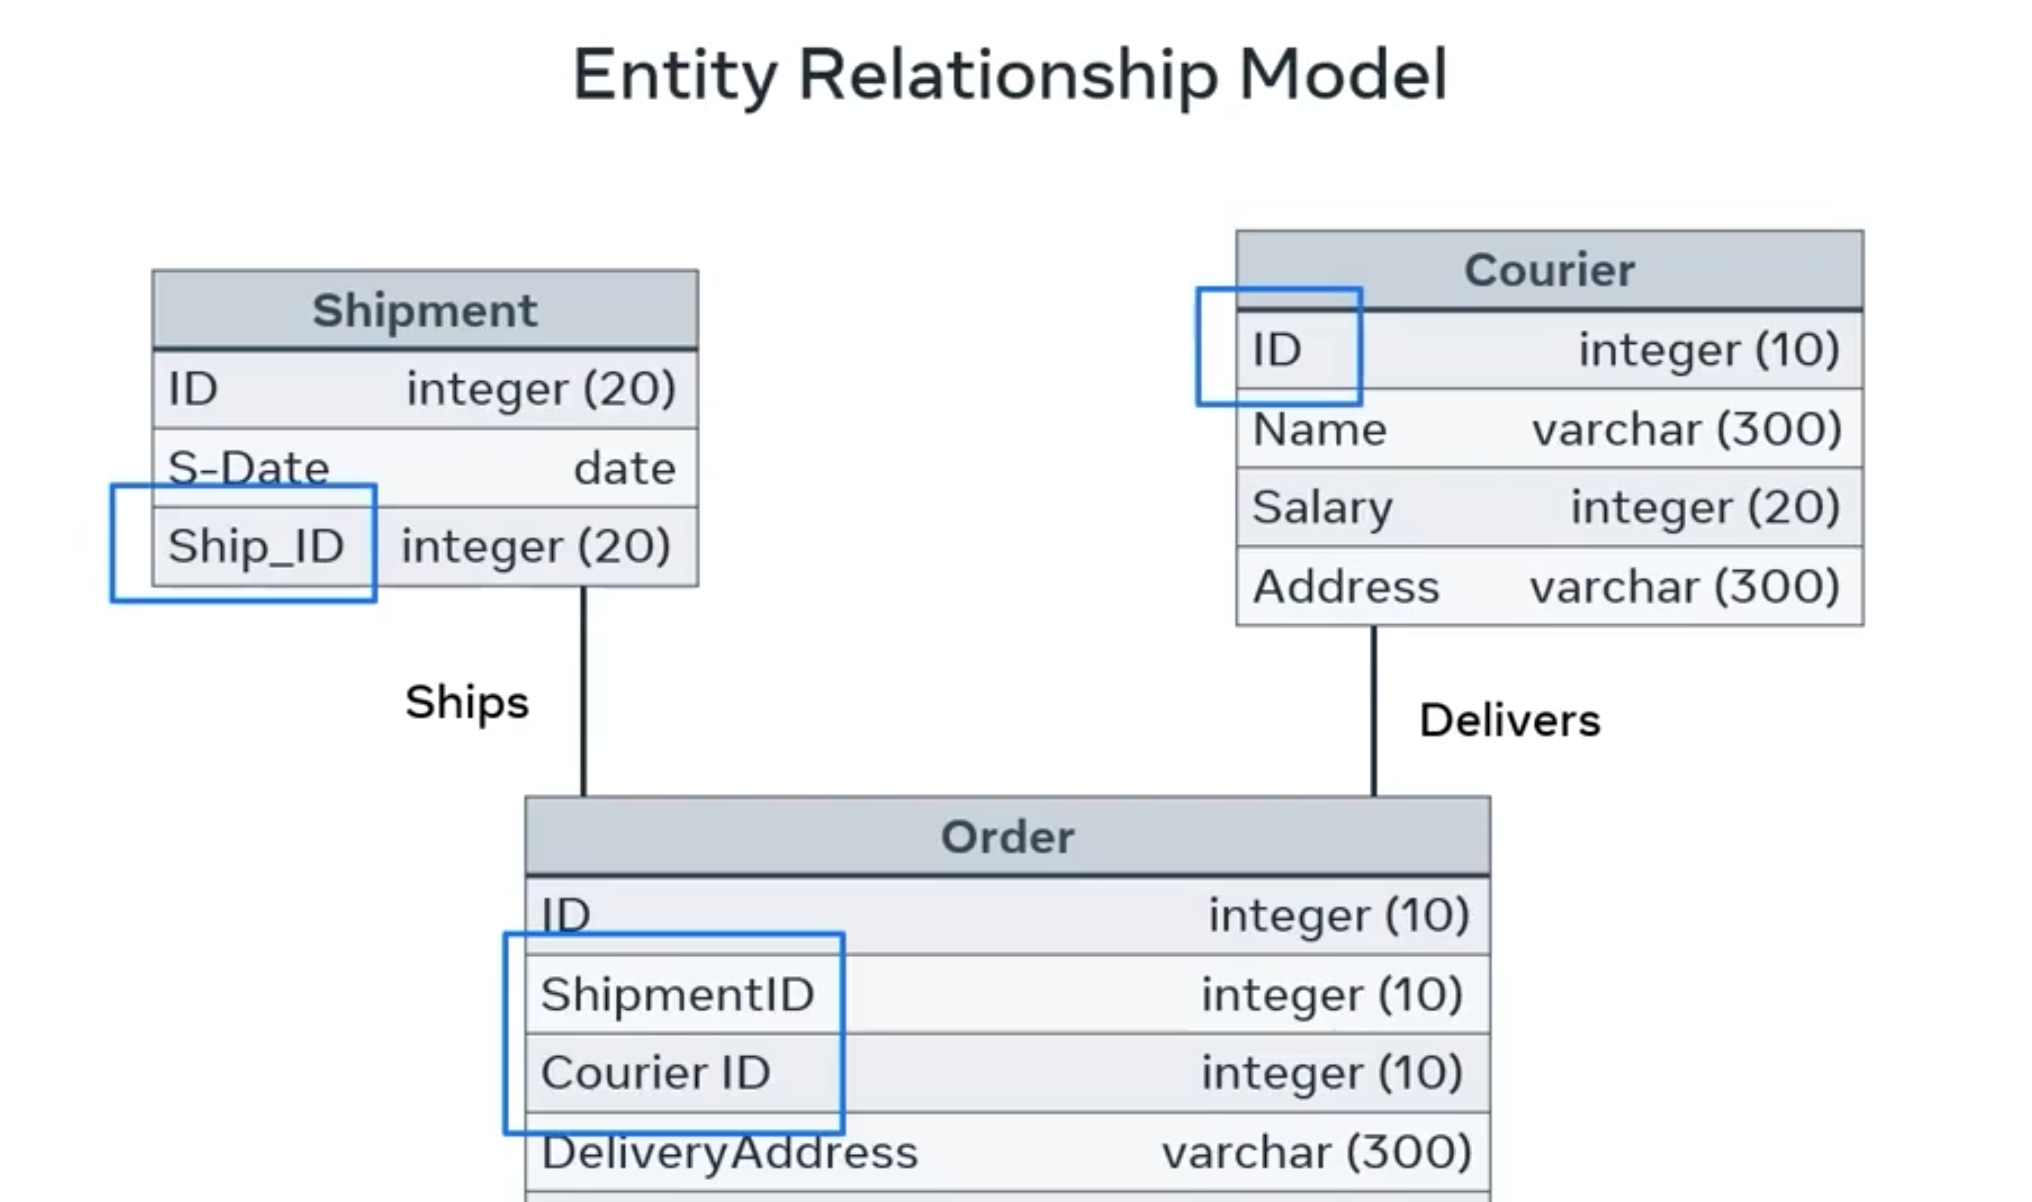 Entity Relationship Model
Shipment
ID integer (20)
S-Date date
Ship_ID integer (20)
Courier
ID integer (10)
Name varchar (300)
Salary integer (20)
Address varchar (300)
Ships
Delivers
Order
ID integer (10)
ShipmentID integer (10)
Courier ID integer (10)
DeliveryAddress varchar (300)